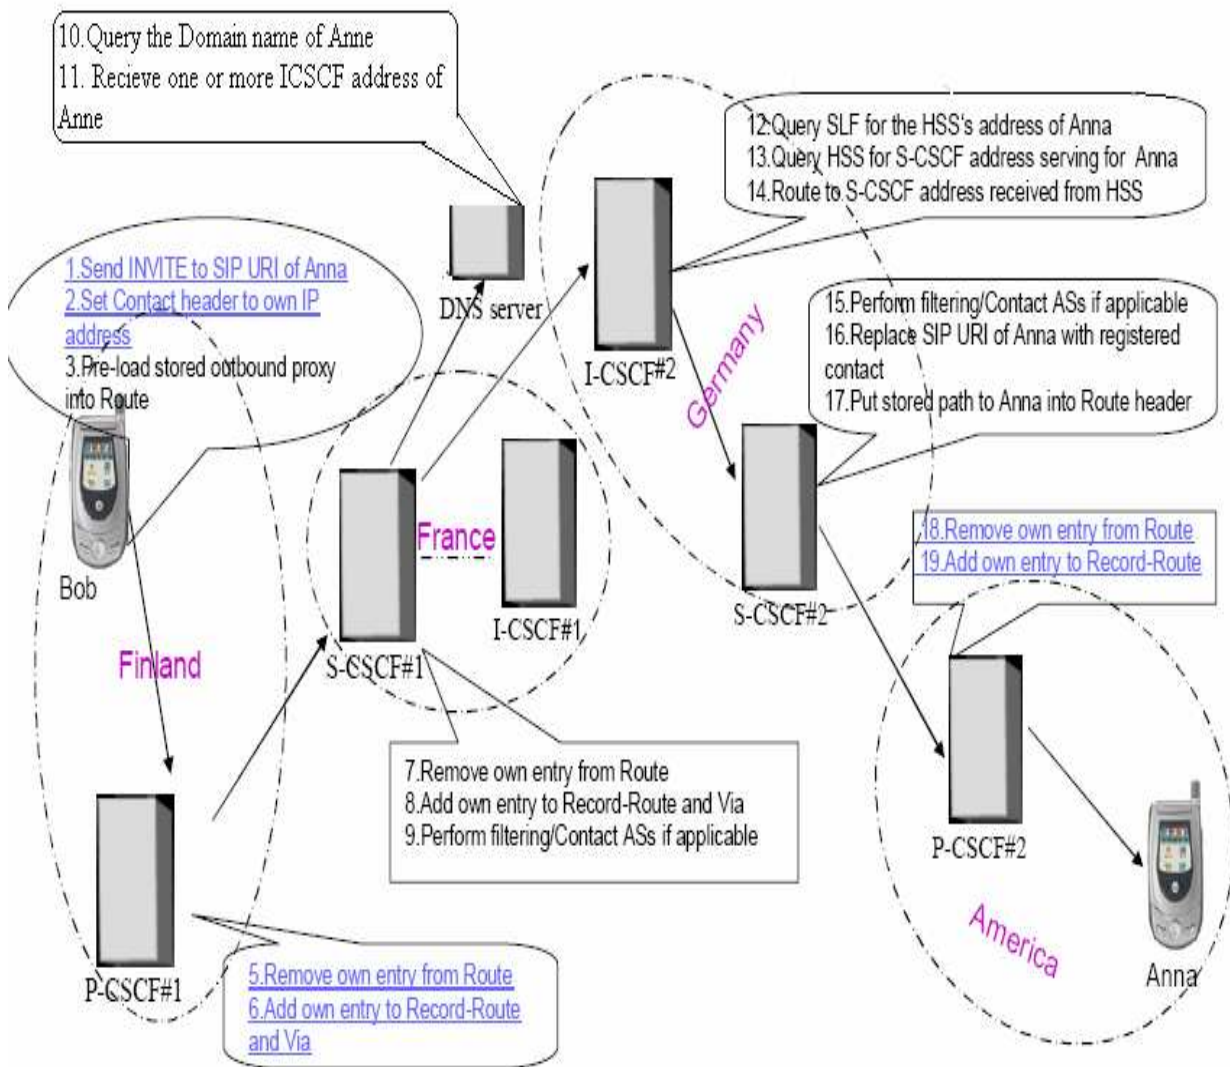 10.Query the Domain name of Anne
11. Recieve one or more ICSCF address of
Anne
12.Query SLF for the HSS's address of Anna
13.Query HSS for S-CSCF address serving for Anna
14.Route to S-CSCF address received from HSS
1.Send INVITE to SIP URI of Anna
2.Set Contact header to own IP
address
3.Pre-load stored outbound proxy
into Route
DNS server
I-CSCF#2
Germany
15.Perform filtering/Contact ASs if applicable
16.Replace SIP URI of Anna with registered
contact
17.Put stored path to Anna into Route header
Bob
France
I-CSCF#1
S-CSCF#1
S-CSCF#2
18.Remove own entry from Route
19.Add own entry to Record-Route
Finland
7.Remove own entry from Route
8.Add own entry to Record-Route and Via
9.Perform filtering/Contact ASs if applicable
P-CSCF#2
America
Anna
P-CSCF#1
5.Remove own entry from Route
6.Add own entry to Record-Route
and Via